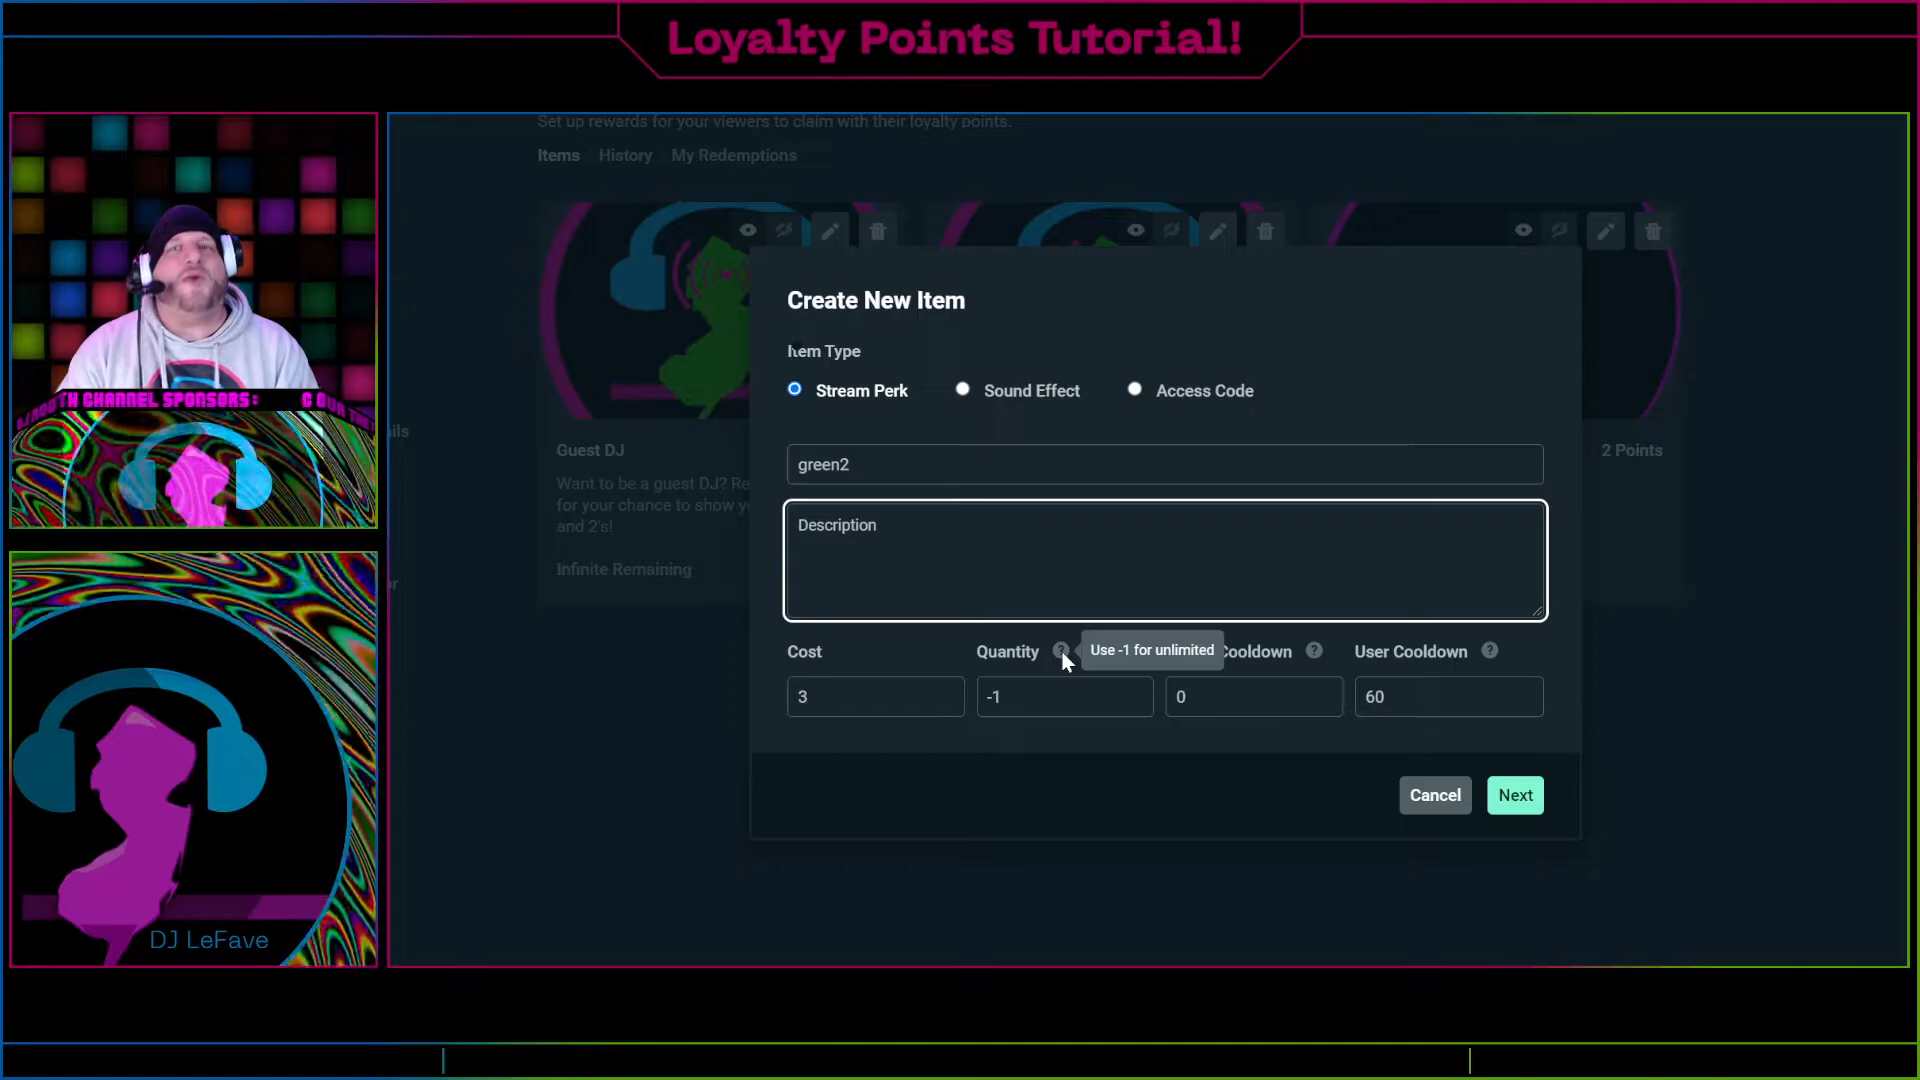 Loyalty Points Tutorial!
Set up rewards for your viewers to claim with their loyalty points.
Items History My Redemptions
Create New Item
Item Type
Stream Perk Sound Effect Access Code
CHANNEL SPONSORS:
ils
Guest DJ
2 Points
green2
Want to be a guest DJ? Re
for your chance to show yo
and 2's!
Description
Infinite Remaining
Cost Quantity ? Use -1 for unlimited Cooldown ? User Cooldown ?
3 -1 0 60
Cancel Next
DJ LeFave